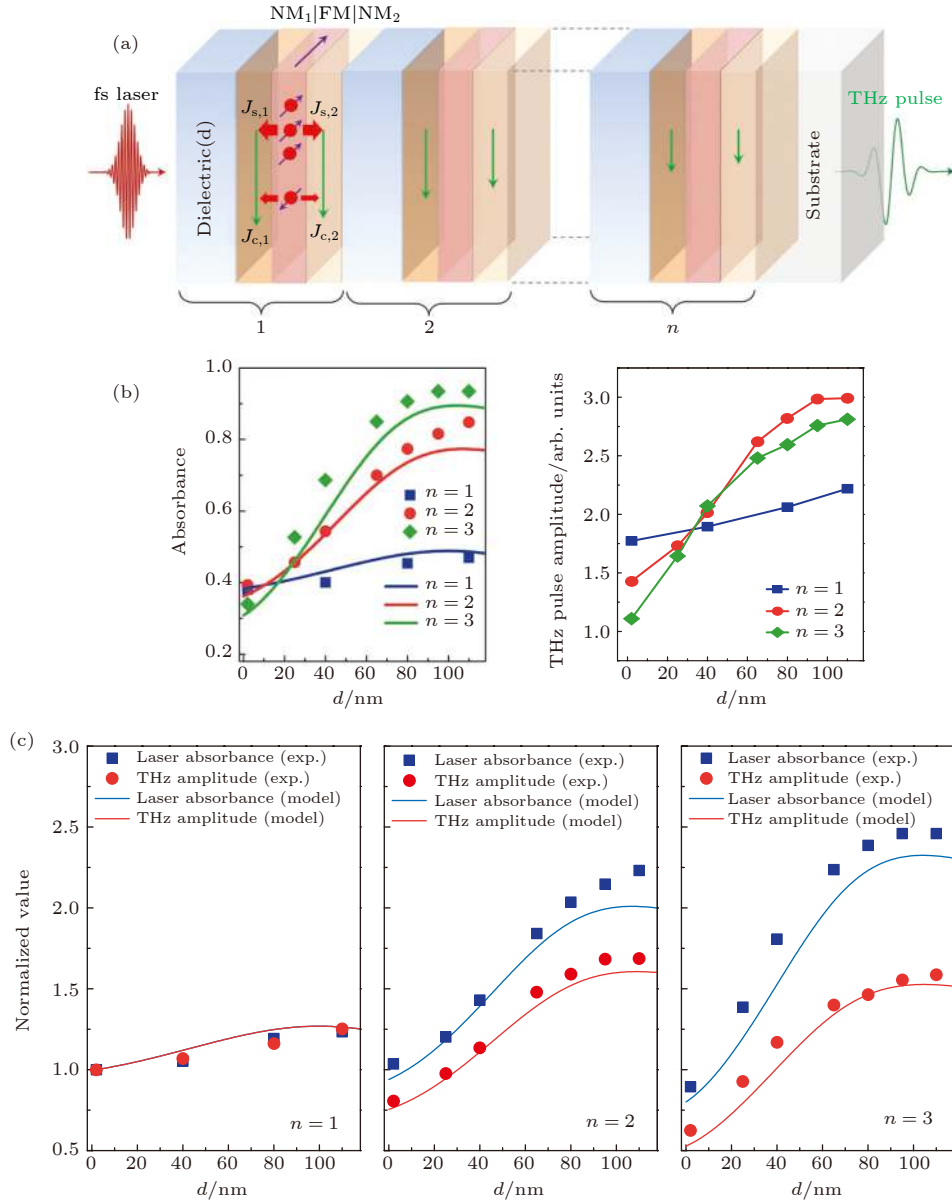 (a)
NM₁|FM|NM₂
fs laser
THz pulse
Dielectric(d)
Jₛ,₁ Jₛ,₂
J_c,1 J_c,2
Substrate
1 2 n
(b)
1.0
0.8
0.6
0.4
0.2
Absorbance
n = 1
n = 2
n = 3
n = 1
n = 2
n = 3
0 20 40 60 80 100
d/nm
3.0
2.5
2.0
1.5
1.0
THz pulse amplitude/arb. units
n = 1
n = 2
n = 3
0 20 40 60 80 100
d/nm
(c)
3.0
2.5
2.0
1.5
1.0
0.5
Normalized value
Laser absorbance (exp.)
THz amplitude (exp.)
Laser absorbance (model)
THz amplitude (model)
n = 1
0 20 40 60 80 100
d/nm
Laser absorbance (exp.)
THz amplitude (exp.)
Laser absorbance (model)
THz amplitude (model)
n = 2
0 20 40 60 80 100
d/nm
Laser absorbance (exp.)
THz amplitude (exp.)
Laser absorbance (model)
THz amplitude (model)
n = 3
0 20 40 60 80 100
d/nm